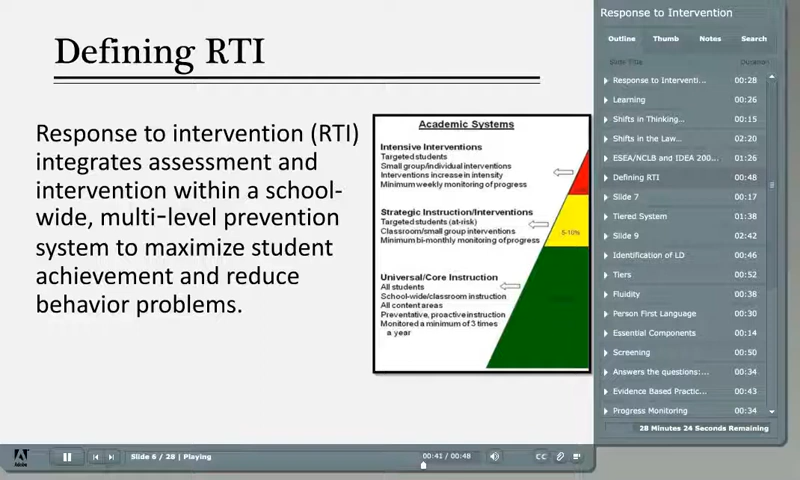 Defining RTI
Response to intervention (RTI)
integrates assessment and
intervention within a school-
wide, multi-level prevention
system to maximize student
achievement and reduce
behavior problems.
Academic Systems
Intensive Interventions
Targeted students
Small group/individual interventions
Interventions increase in intensity
Minimum weekly monitoring of progress
Strategic Instruction/Interventions
Targeted students (at-risk)
Classroom/small group interventions
Minimum bi-monthly monitoring of progress
5-10%
Universal/Core Instruction
All students
School-wide/classroom instruction
All content areas
Preventative, proactive instruction
Monitored a minimum of 3 times
a year
Adobe
Slide 6 / 28 | Playing
00:41 / 00:48
CC
Response to Intervention
Outline Thumb Notes Search
Slide Title Duration
Response to Interventi... 00:28
Learning 00:26
Shifts in Thinking... 00:15
Shifts in the Law... 02:20
ESEA/NCLB and IDEA 200... 01:26
Defining RTI 00:48
Slide 7 00:17
Tiered System 01:38
Slide 9 02:42
Identification of LD 00:46
Tiers 00:52
Fluidity 00:38
Person First Language 00:30
Essential Components 00:14
Screening 00:50
Answers the questions:... 00:34
Evidence Based Practic... 00:43
Progress Monitoring 00:34
28 Minutes 24 Seconds Remaining